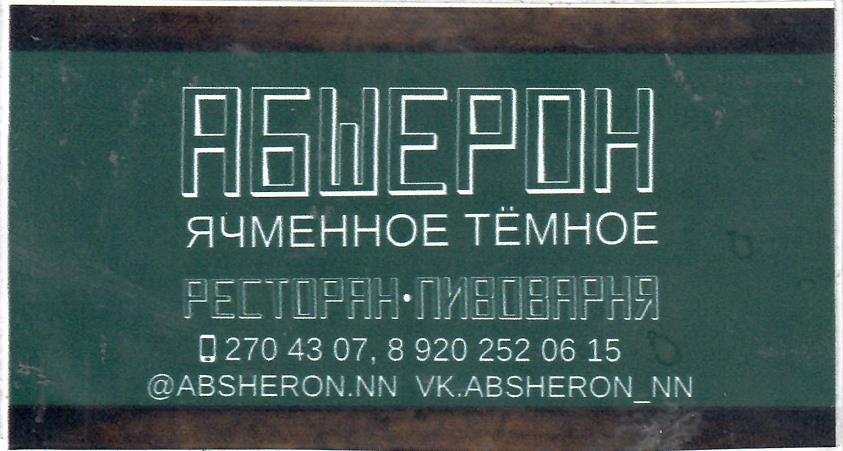 АБШЕРОН
ЯЧМЕННОЕ ТЁМНОЕ
РЕСТОРАН•ПИВОВАРНЯ
270 43 07, 8 920 252 06 15
@ABSHERON.NN VK.ABSHERON_NN